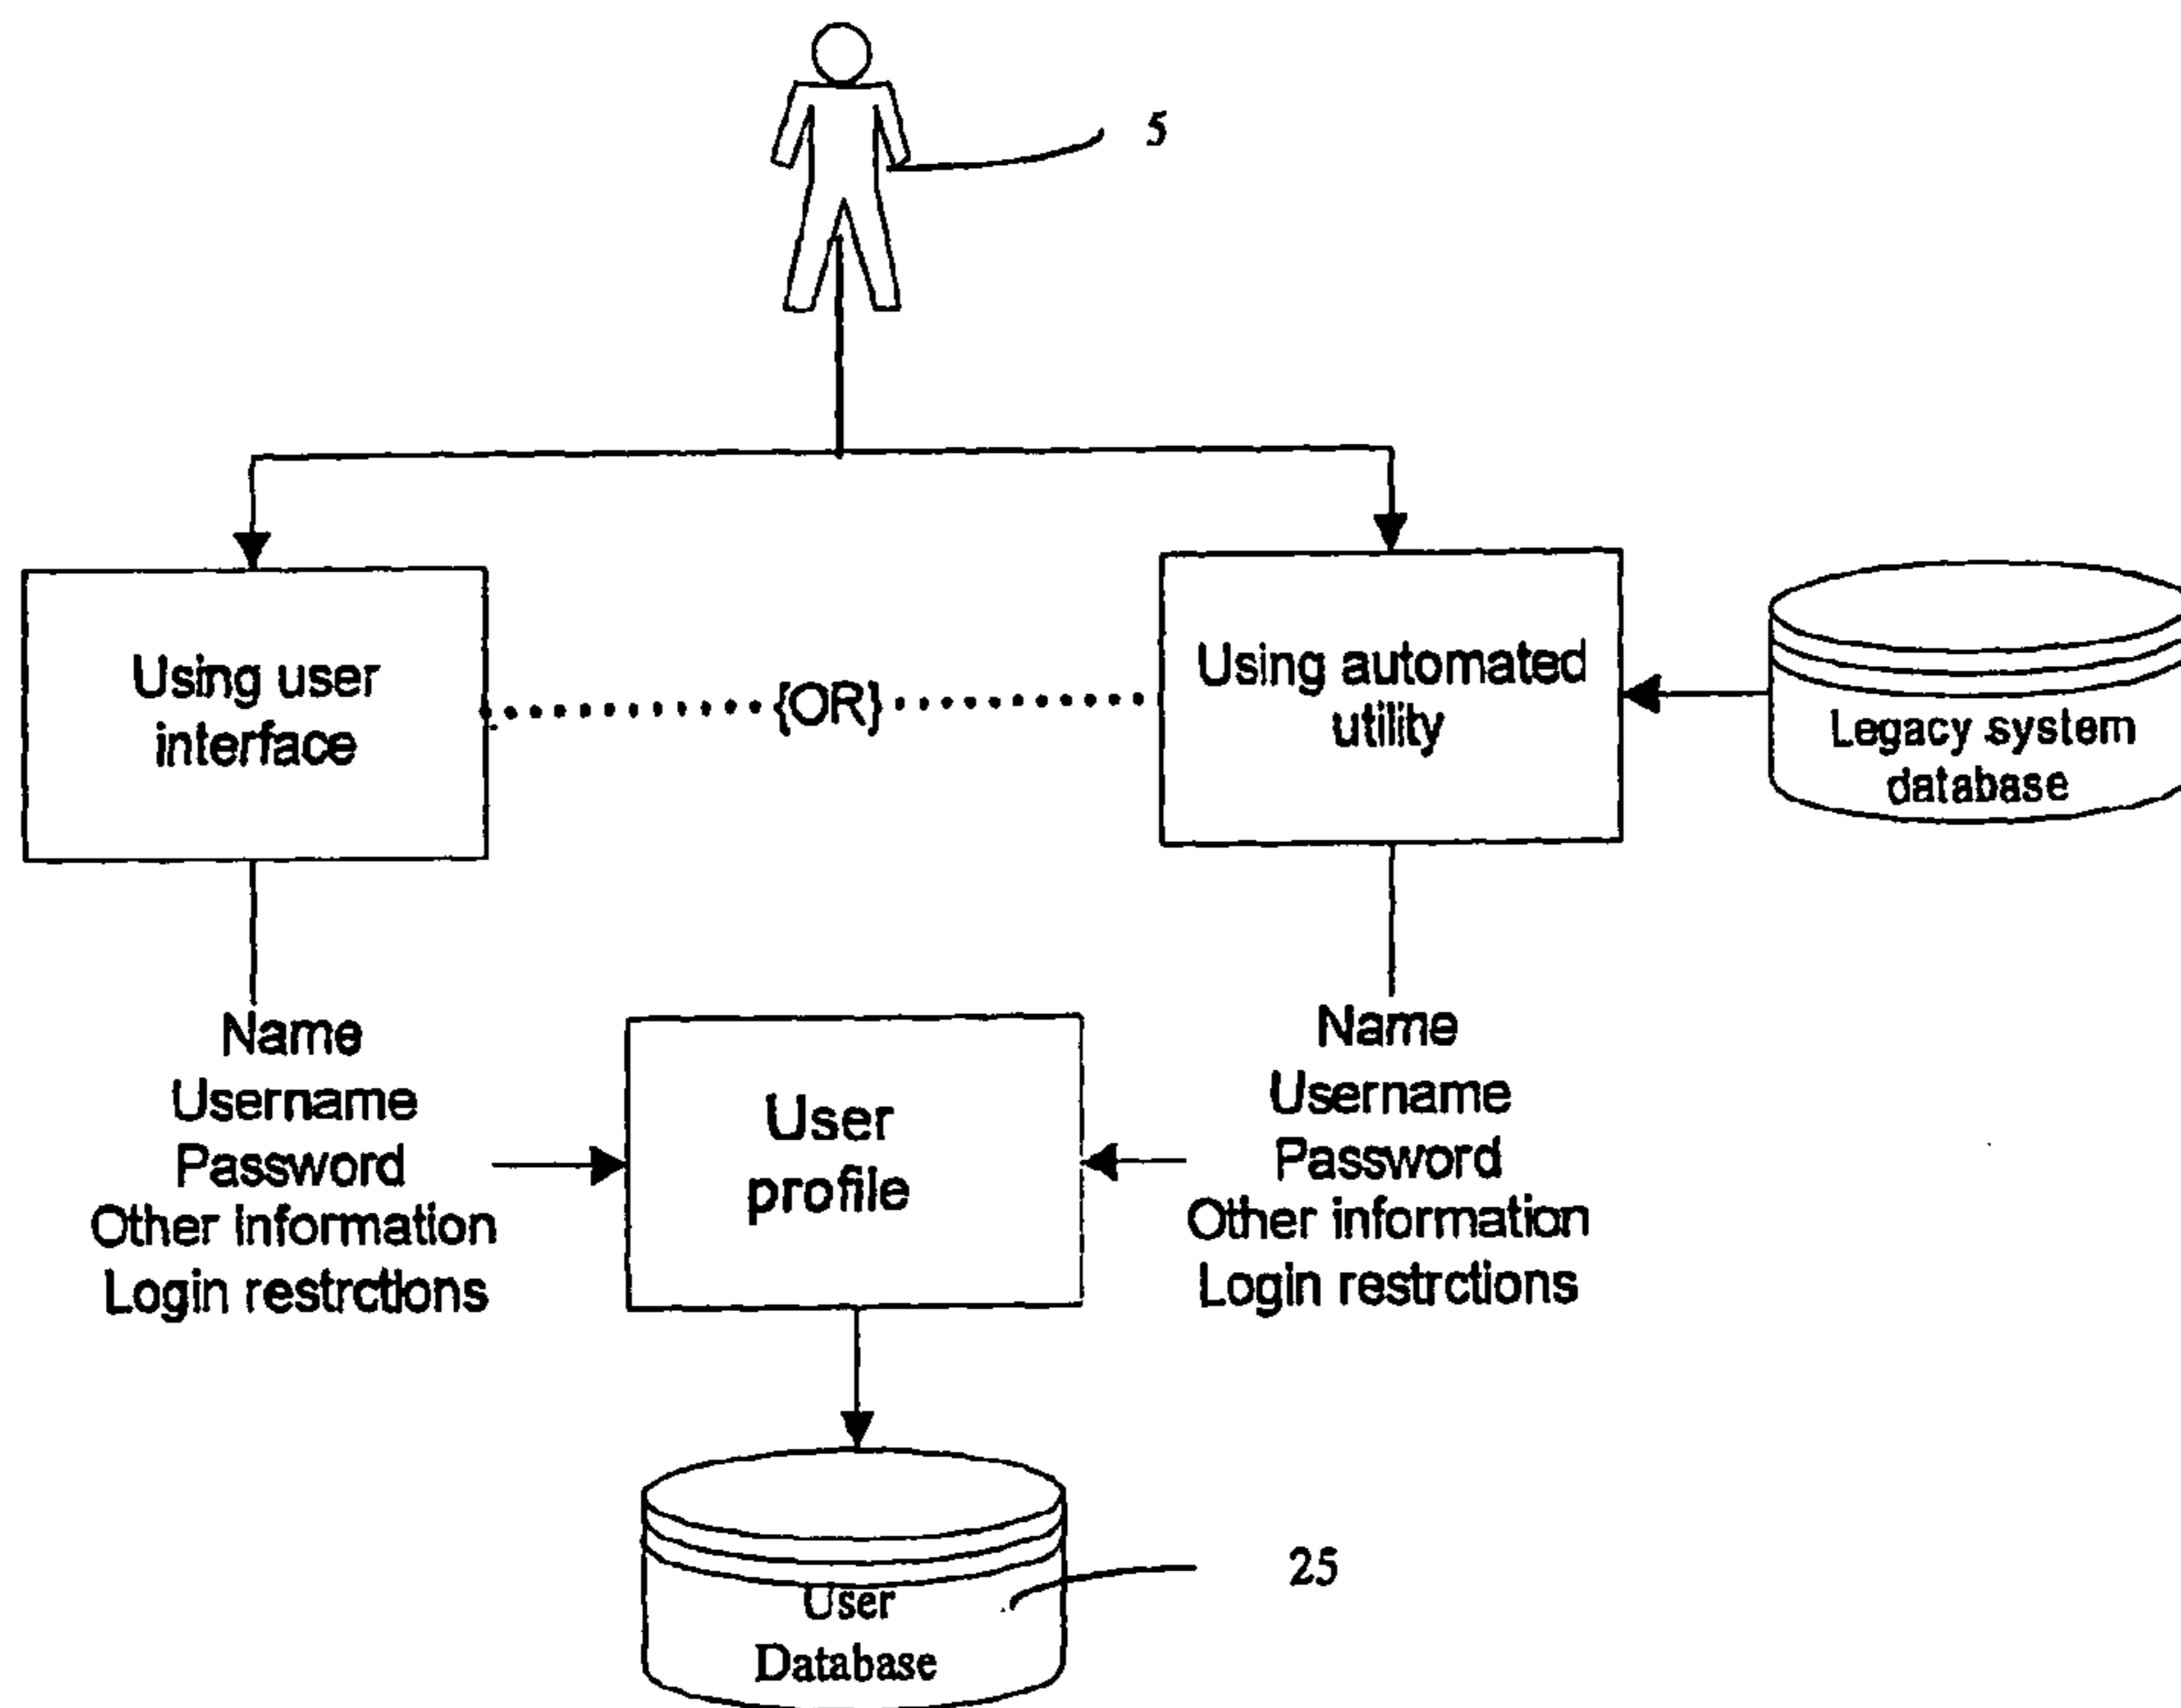 5
Using user
interface
{OR}
Using automated
utility
Legacy system
database
Name
Username
Password
Other information
Login restrctions
User
profile
Name
Username
Password
Other information
Login restrctions
User
Database
25